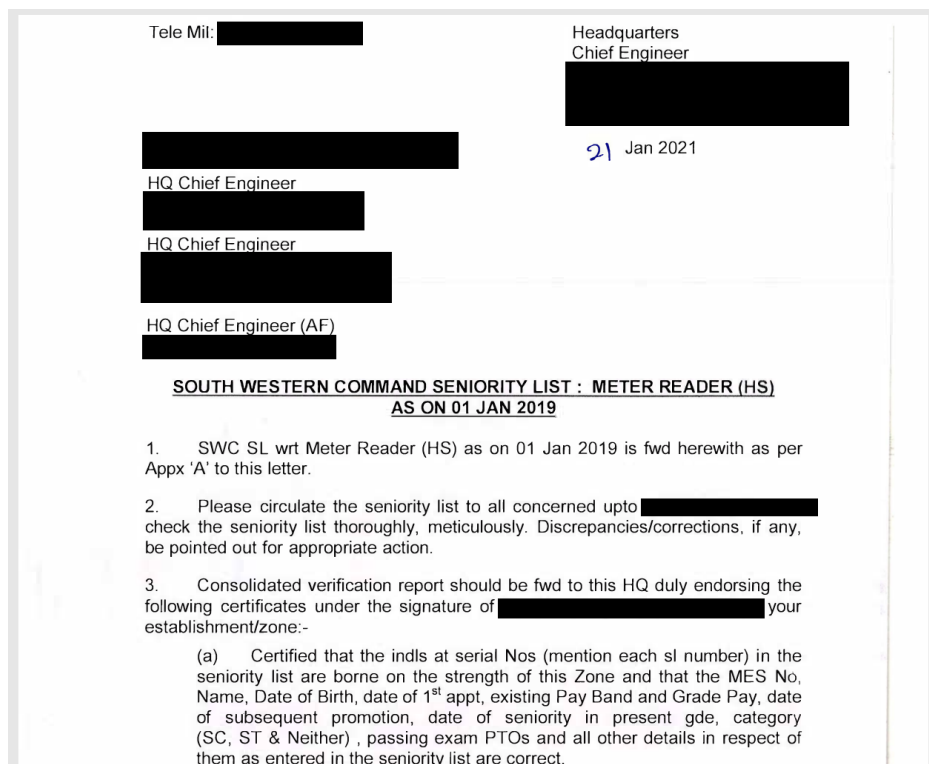 Tele Mil:
Headquarters
Chief Engineer
21 Jan 2021
HQ Chief Engineer
HQ Chief Engineer
HQ Chief Engineer (AF)
SOUTH WESTERN COMMAND SENIORITY LIST : METER READER (HS)
AS ON 01 JAN 2019
1. SWC SL wrt Meter Reader (HS) as on 01 Jan 2019 is fwd herewith as per
Appx 'A' to this letter.
2. Please circulate the seniority list to all concerned upto
check the seniority list thoroughly, meticulously. Discrepancies/corrections, if any,
be pointed out for appropriate action.
3. Consolidated verification report should be fwd to this HQ duly endorsing the
following certificates under the signature of your
establishment/zone:-
(a) Certified that the indls at serial Nos (mention each sl number) in the
seniority list are borne on the strength of this Zone and that the MES No,
Name, Date of Birth, date of 1st appt, existing Pay Band and Grade Pay, date
of subsequent promotion, date of seniority in present gde, category
(SC, ST & Neither) , passing exam PTOs and all other details in respect of
them as entered in the seniority list are correct.